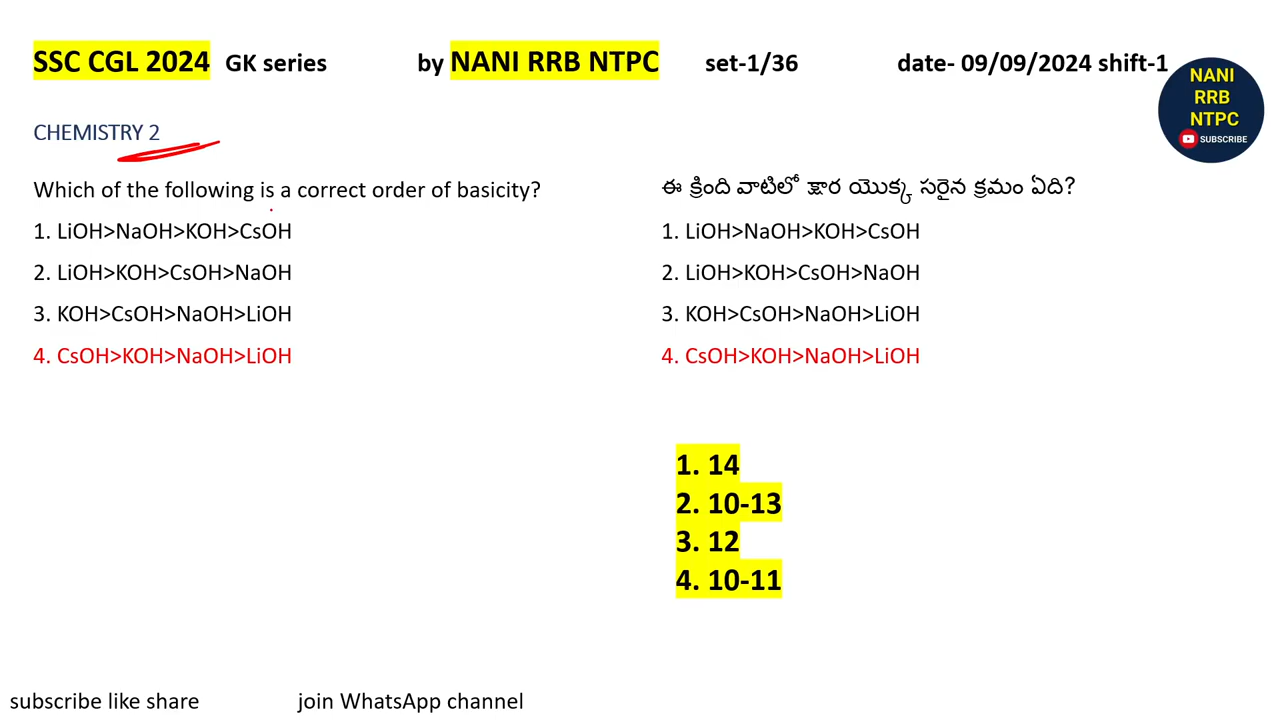 SSC CGL 2024 GK series by NANI RRB NTPC set-1/36 date- 09/09/2024 shift-1
NANI
RRB
NTPC
SUBSCRIBE
CHEMISTRY 2
Which of the following is a correct order of basicity?
1. LiOH>NaOH>KOH>CsOH
2. LiOH>KOH>CsOH>NaOH
3. KOH>CsOH>NaOH>LiOH
4. CsOH>KOH>NaOH>LiOH
ఈ క్రింది వాటిలో క్షార యొక్క సరైన క్రమం ఏది?
1. LiOH>NaOH>KOH>CsOH
2. LiOH>KOH>CsOH>NaOH
3. KOH>CsOH>NaOH>LiOH
4. CsOH>KOH>NaOH>LiOH
1. 14
2. 10-13
3. 12
4. 10-11
subscribe like share join WhatsApp channel